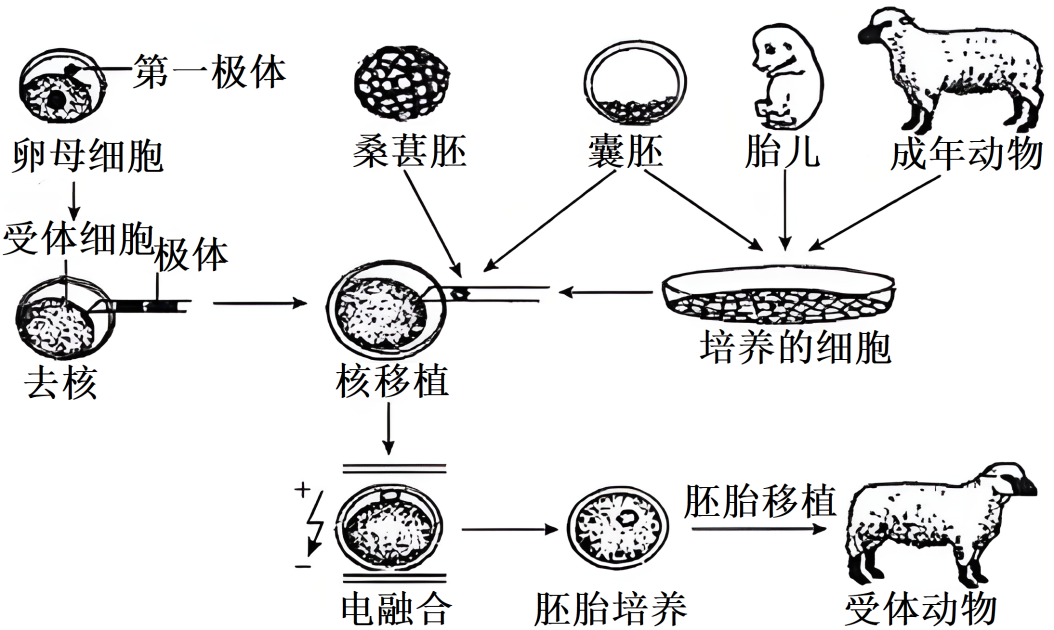 第一极体
卵母细胞
桑葚胚
囊胚
胎儿
成年动物
受体细胞
极体
去核
核移植
培养的细胞
+
−
电融合
胚胎培养
胚胎移植
受体动物